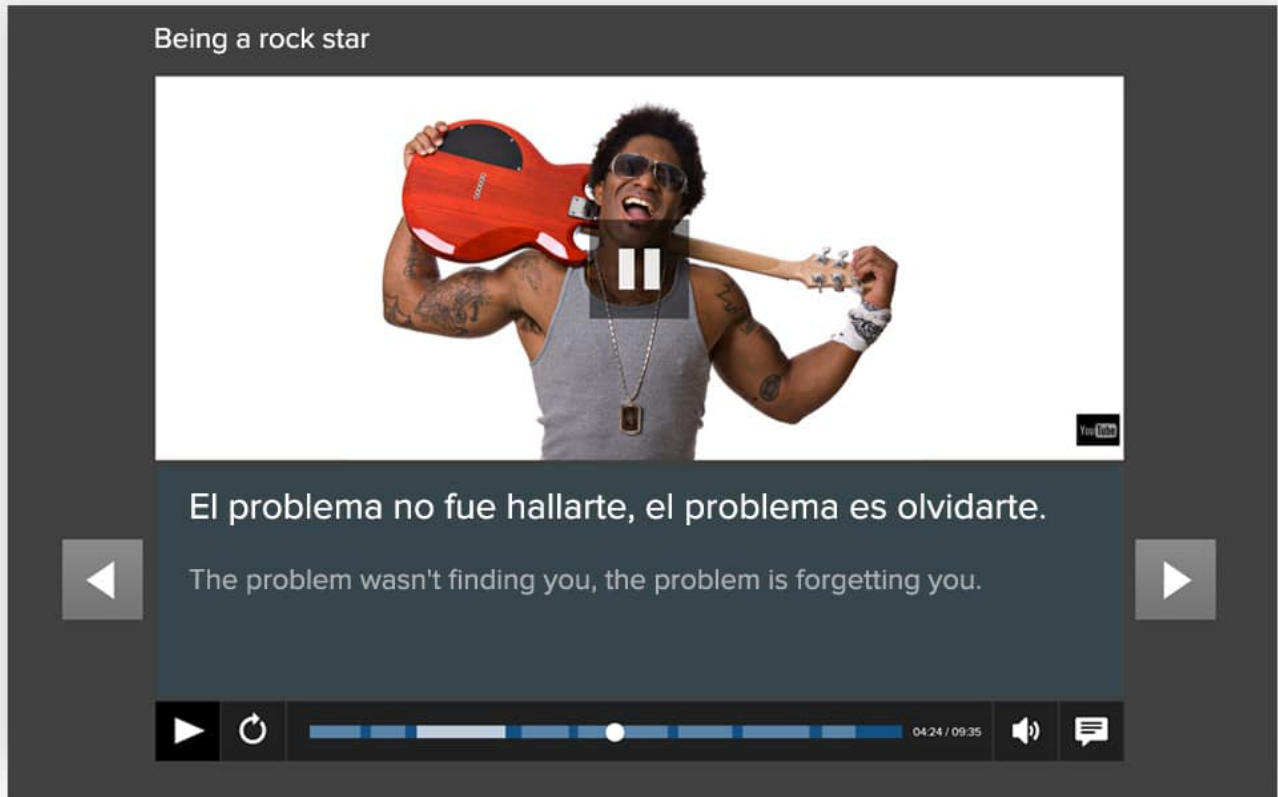 Being a rock star
YouTube
El problema no fue hallarte, el problema es olvidarte.
The problem wasn't finding you, the problem is forgetting you.
04:24 / 09:35